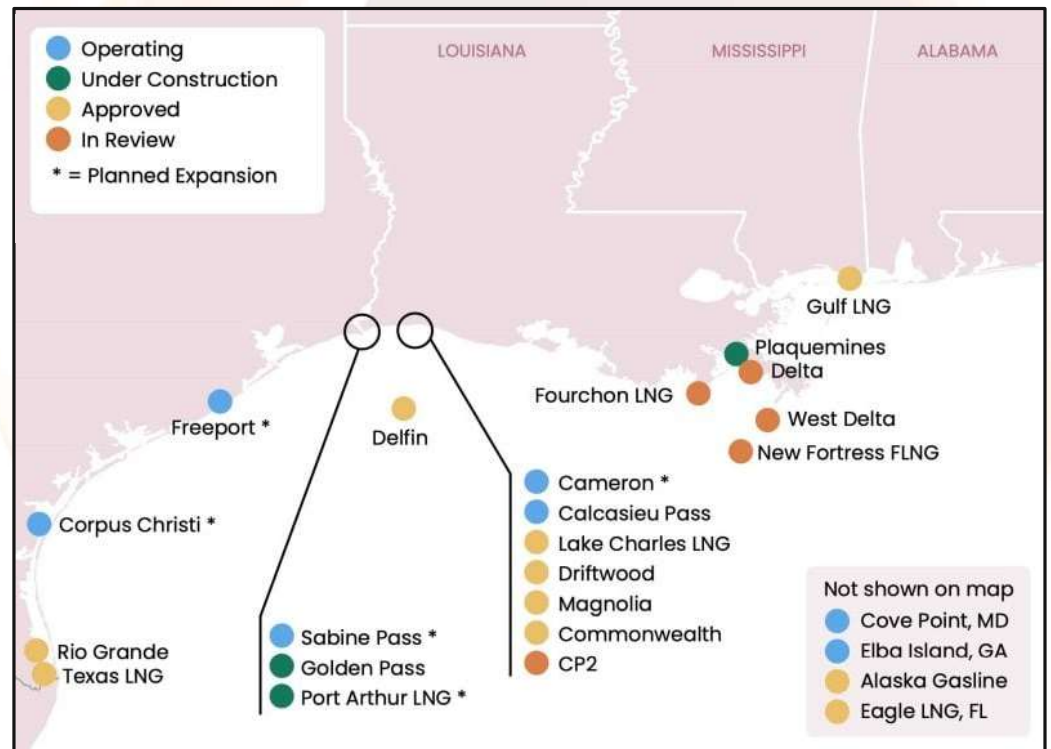 Operating
Under Construction
Approved
In Review
* = Planned Expansion
LOUISIANA
MISSISSIPPI
ALABAMA
Gulf LNG
Plaquemines
Delta
Fourchon LNG
West Delta
New Fortress FLNG
Freeport *
Delfin
Corpus Christi *
Rio Grande
Texas LNG
Sabine Pass *
Golden Pass
Port Arthur LNG *
Cameron *
Calcasieu Pass
Lake Charles LNG
Driftwood
Magnolia
Commonwealth
CP2
Not shown on map
Cove Point, MD
Elba Island, GA
Alaska Gasline
Eagle LNG, FL